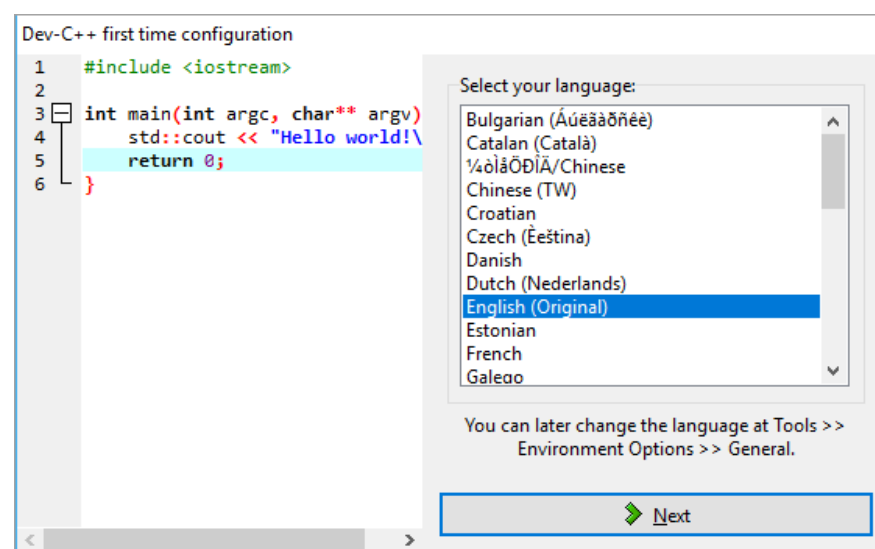 Dev-C++ first time configuration
1 #include <iostream>
2
3 int main(int argc, char** argv)
4 std::cout << "Hello world!\
5 return 0;
6 }
Select your language:
Bulgarian (Áúëãàðñêè)
Catalan (Català)
¼òÌåÖÐÎÄ/Chinese
Chinese (TW)
Croatian
Czech (Èeština)
Danish
Dutch (Nederlands)
English (Original)
Estonian
French
Galego
You can later change the language at Tools >>
Environment Options >> General.
Next